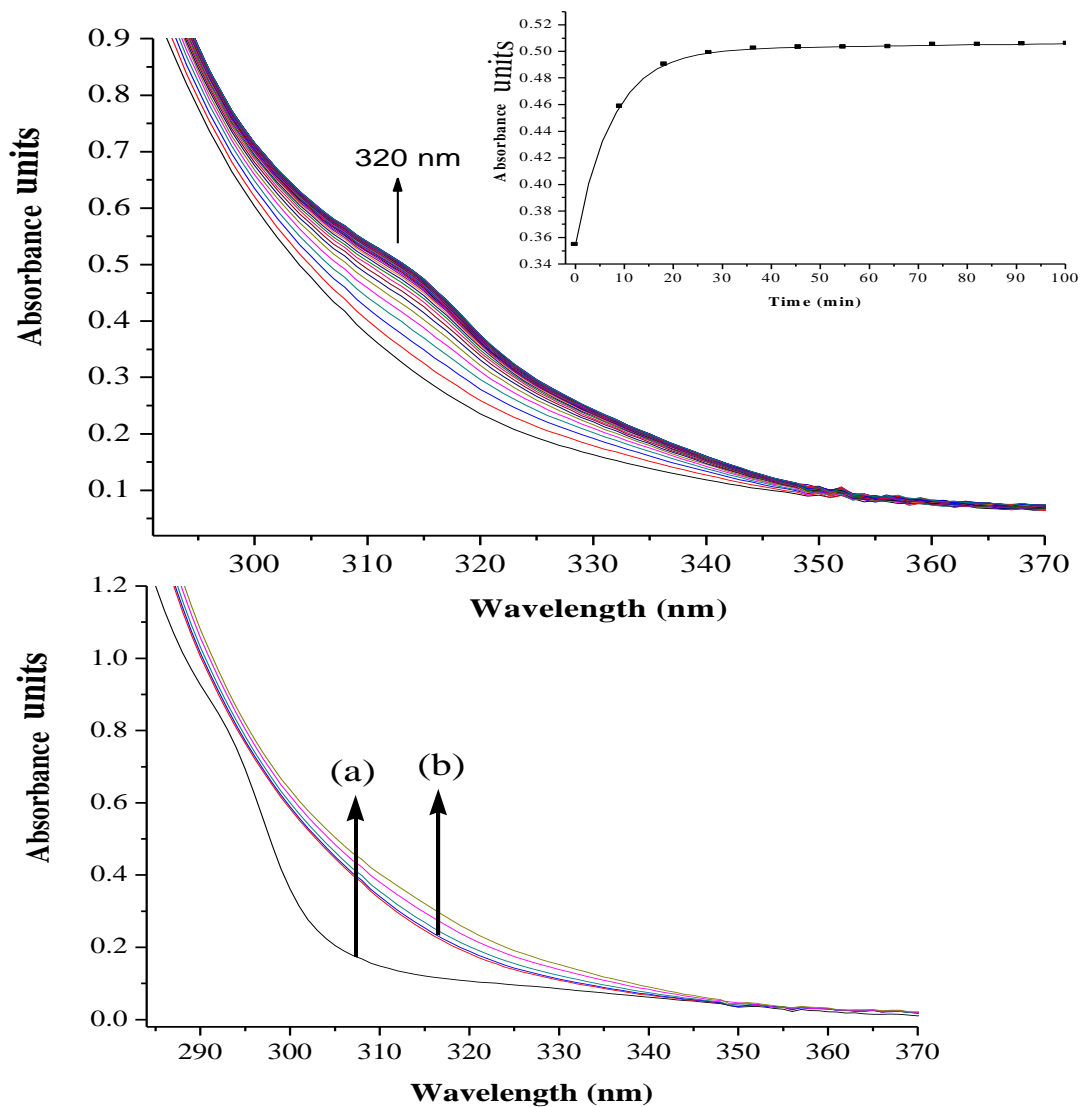 0.9
0.8
0.7
0.6
0.5
0.4
0.3
0.2
0.1
Absorbance units
320 nm
300 310 320 330 340 350 360 370
Wavelength (nm)
0.52
0.50
0.48
0.46
0.44
0.42
0.40
0.38
0.36
0.34
Absorbance units
0 10 20 30 40 50 60 70 80 90 100
Time (min)
1.2
1.0
0.8
0.6
0.4
0.2
0.0
Absorbance units
(a) (b)
290 300 310 320 330 340 350 360 370
Wavelength (nm)